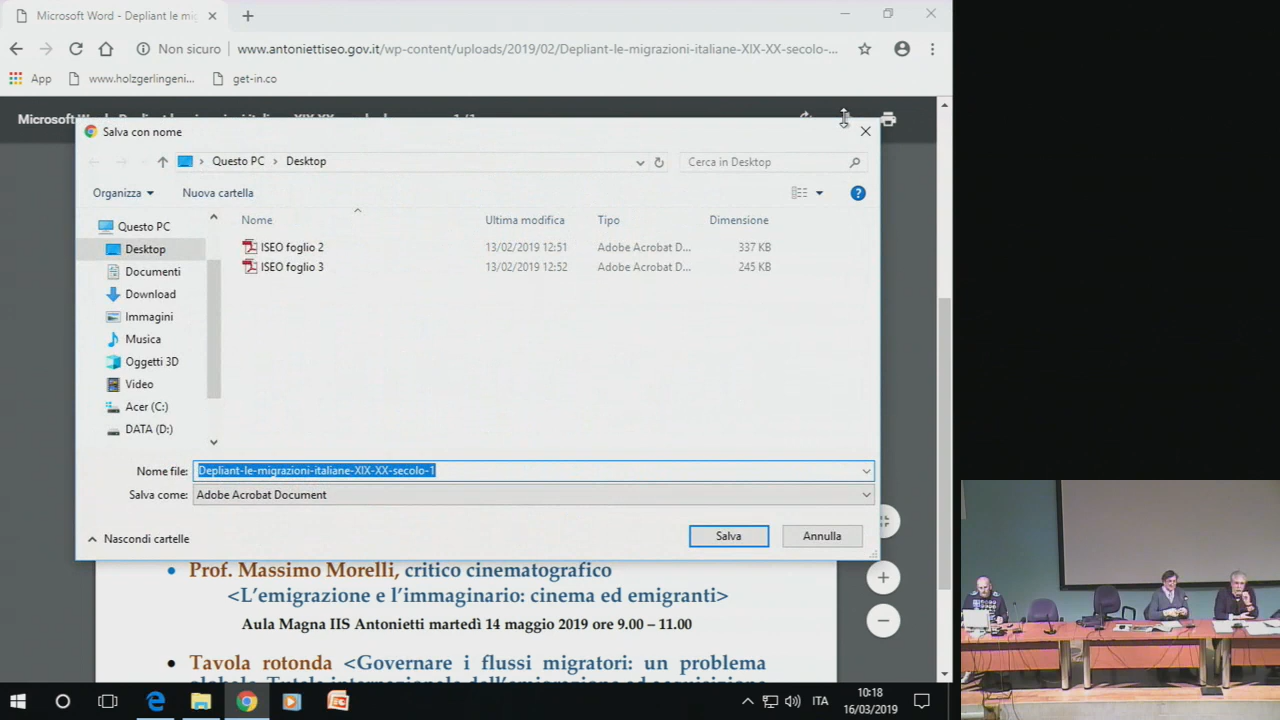 Microsoft Word - Depliant le mig
Non sicuro
www.antoniettiseo.gov.it/wp-content/uploads/2019/02/Depliant-le-migrazioni-italiane-XIX-XX-secolo-...
App
www.holzgerlingeni...
get-in.co
Salva con nome
Questo PC
Desktop
Cerca in Desktop
Organizza
Nuova cartella
Nome
Ultima modifica
Tipo
Dimensione
ISEO foglio 2
13/02/2019 12:51
Adobe Acrobat D...
337 KB
ISEO foglio 3
13/02/2019 12:52
Adobe Acrobat D...
245 KB
Questo PC
Desktop
Documenti
Download
Immagini
Musica
Oggetti 3D
Video
Acer (C:)
DATA (D:)
Nome file:
Depliant-le-migrazioni-italiane-XIX-XX-secolo-1
Salva come:
Adobe Acrobat Document
Nascondi cartelle
Salva
Annulla
Prof. Massimo Morelli, critico cinematografico
<L'emigrazione e l'immaginario: cinema ed emigranti>
Aula Magna IIS Antonietti martedì 14 maggio 2019 ore 9.00 – 11.00
Tavola rotonda <Governare i flussi migratori: un problema
ITA
10:18
16/03/2019